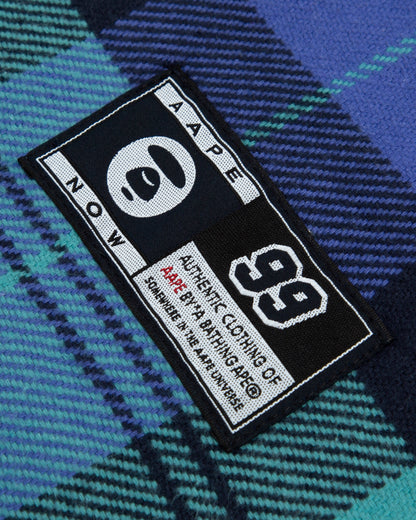 AAPE
NOW
99
AUTHENTIC CLOTHING OF
AAPE BY *A BATHING APE®
SOMEWHERE IN THE AAPE UNIVERSE